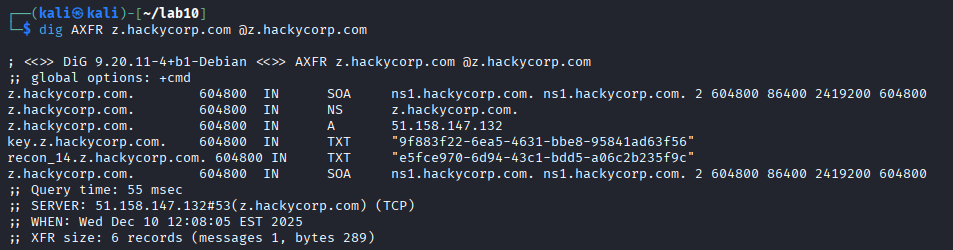 ┌──(kali㉿kali)-[~/lab10]
└─$ dig AXFR z.hackycorp.com @z.hackycorp.com
; <<>> DiG 9.20.11-4+b1-Debian <<>> AXFR z.hackycorp.com @z.hackycorp.com
;; global options: +cmd
z.hackycorp.com. 604800 IN SOA ns1.hackycorp.com. ns1.hackycorp.com. 2 604800 86400 2419200 604800
z.hackycorp.com. 604800 IN NS z.hackycorp.com.
z.hackycorp.com. 604800 IN A 51.158.147.132
key.z.hackycorp.com. 604800 IN TXT "9f883f22-6ea5-4631-bbe8-95841ad63f56"
recon_14.z.hackycorp.com. 604800 IN TXT "e5fce970-6d94-43c1-bdd5-a06c2b235f9c"
z.hackycorp.com. 604800 IN SOA ns1.hackycorp.com. ns1.hackycorp.com. 2 604800 86400 2419200 604800
;; Query time: 55 msec
;; SERVER: 51.158.147.132#53(z.hackycorp.com) (TCP)
;; WHEN: Wed Dec 10 12:08:05 EST 2025
;; XFR size: 6 records (messages 1, bytes 289)